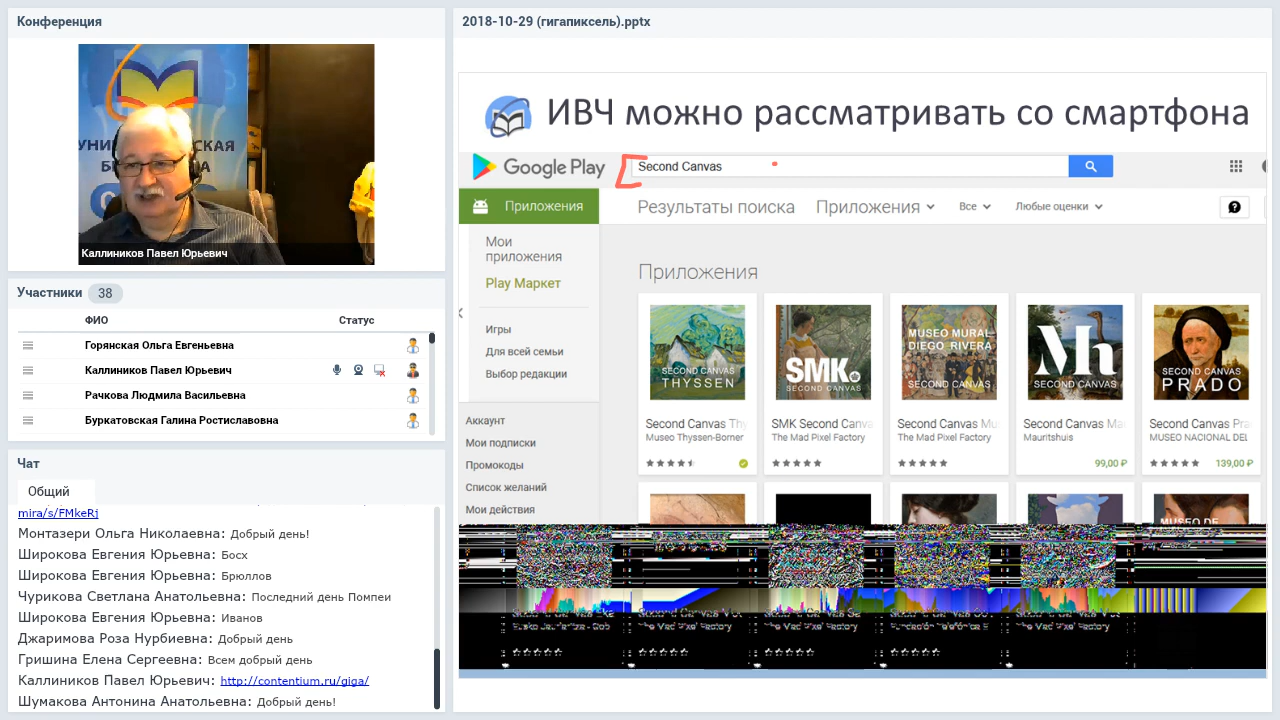 Конференция
УНИ
СКАЯ
Каллиников Павел Юрьевич
Участники 38
ФИО Статус
Горянская Ольга Евгеньевна
Каллиников Павел Юрьевич
Рачкова Людмила Васильевна
Буркатовская Галина Ростиславовна
Чат
Общий
mira/s/FMkeRj
Монтазери Ольга Николаевна: Добрый день!
Широкова Евгения Юрьевна: Босх
Широкова Евгения Юрьевна: Брюллов
Чурикова Светлана Анатольевна: Последний день Помпеи
Широкова Евгения Юрьевна: Иванов
Джаримова Роза Нурбиевна: Добрый день
Гришина Елена Сергеевна: Всем добрый день
Каллиников Павел Юрьевич: http://contentium.ru/giga/
Шумакова Антонина Анатольевна: Добрый день!
2018-10-29 (гигапиксель).pptx
ИВЧ можно рассматривать со смартфона
Google Play
Second Canvas
Приложения
Результаты поиска Приложения Все Любые оценки
Мои
приложения
Play Маркет
Игры
Для всей семьи
Выбор редакции
Аккаунт
Мои подписки
Промокоды
Список желаний
Мои действия
Приложения
SECOND CANVAS
THYSSEN
Second Canvas Thy
Museo Thyssen-Borner
SMK
SECOND CANVAS
SMK Second Canva
The Mad Pixel Factory
MUSEO MURAL
DIEGO RIVERA
SECOND CANVAS
Second Canvas Mu
The Mad Pixel Factory
Mh
SECOND CANVAS
Second Canvas Ma
Mauritshuis
99,00 ₽
SECOND CANVAS
PRADO
Second Canvas Pra
MUSEO NACIONAL DEL
139,00 ₽
MUSEO DE